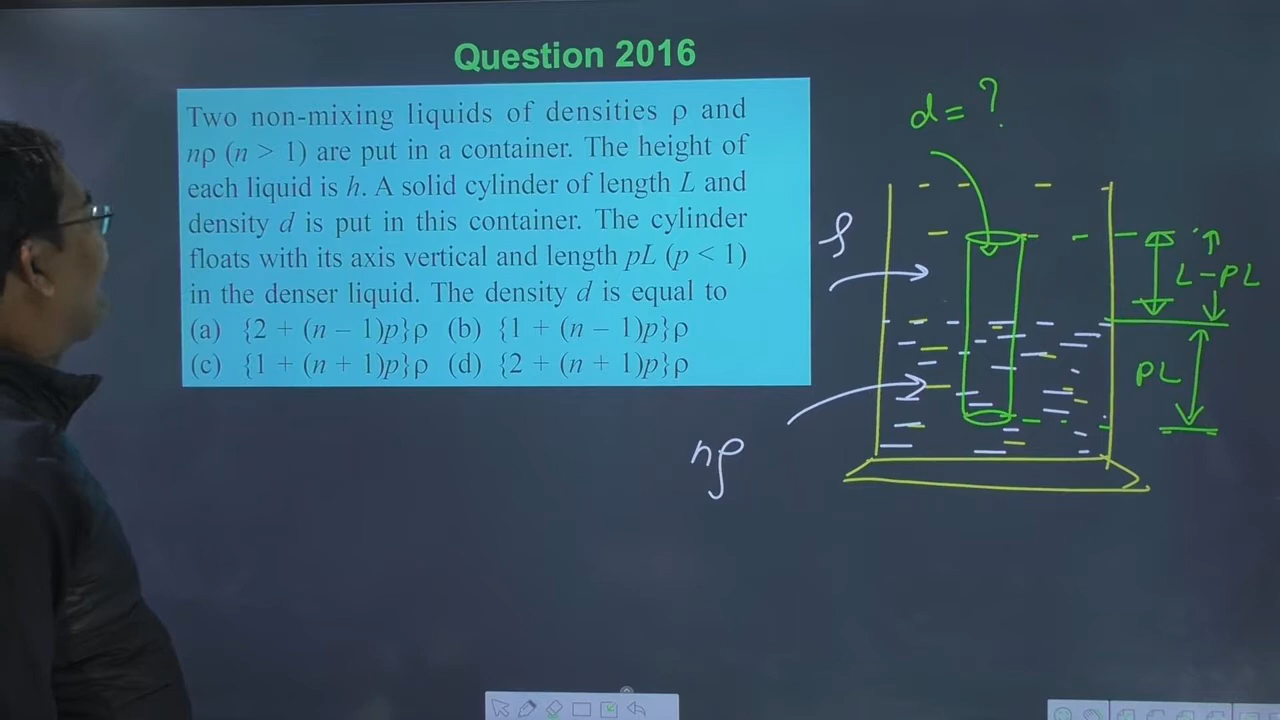 Question 2016
Two non-mixing liquids of densities ρ and
nρ (n > 1) are put in a container. The height of
each liquid is h. A solid cylinder of length L and
density d is put in this container. The cylinder
floats with its axis vertical and length pL (p < 1)
in the denser liquid. The density d is equal to
(a) {2 + (n − 1)p}ρ (b) {1 + (n − 1)p}ρ
(c) {1 + (n + 1)p}ρ (d) {2 + (n + 1)p}ρ
d = ?
ρ
L - PL
PL
nρ